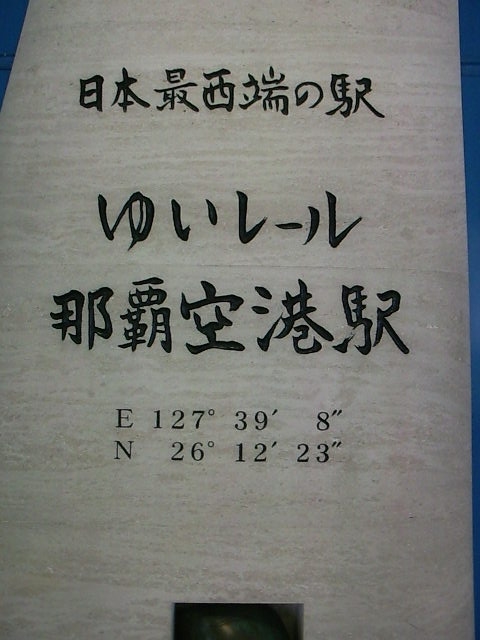 日本最西端の駅
ゆいレール
那覇空港駅
E 127° 39′ 8″
N 26° 12′ 23″